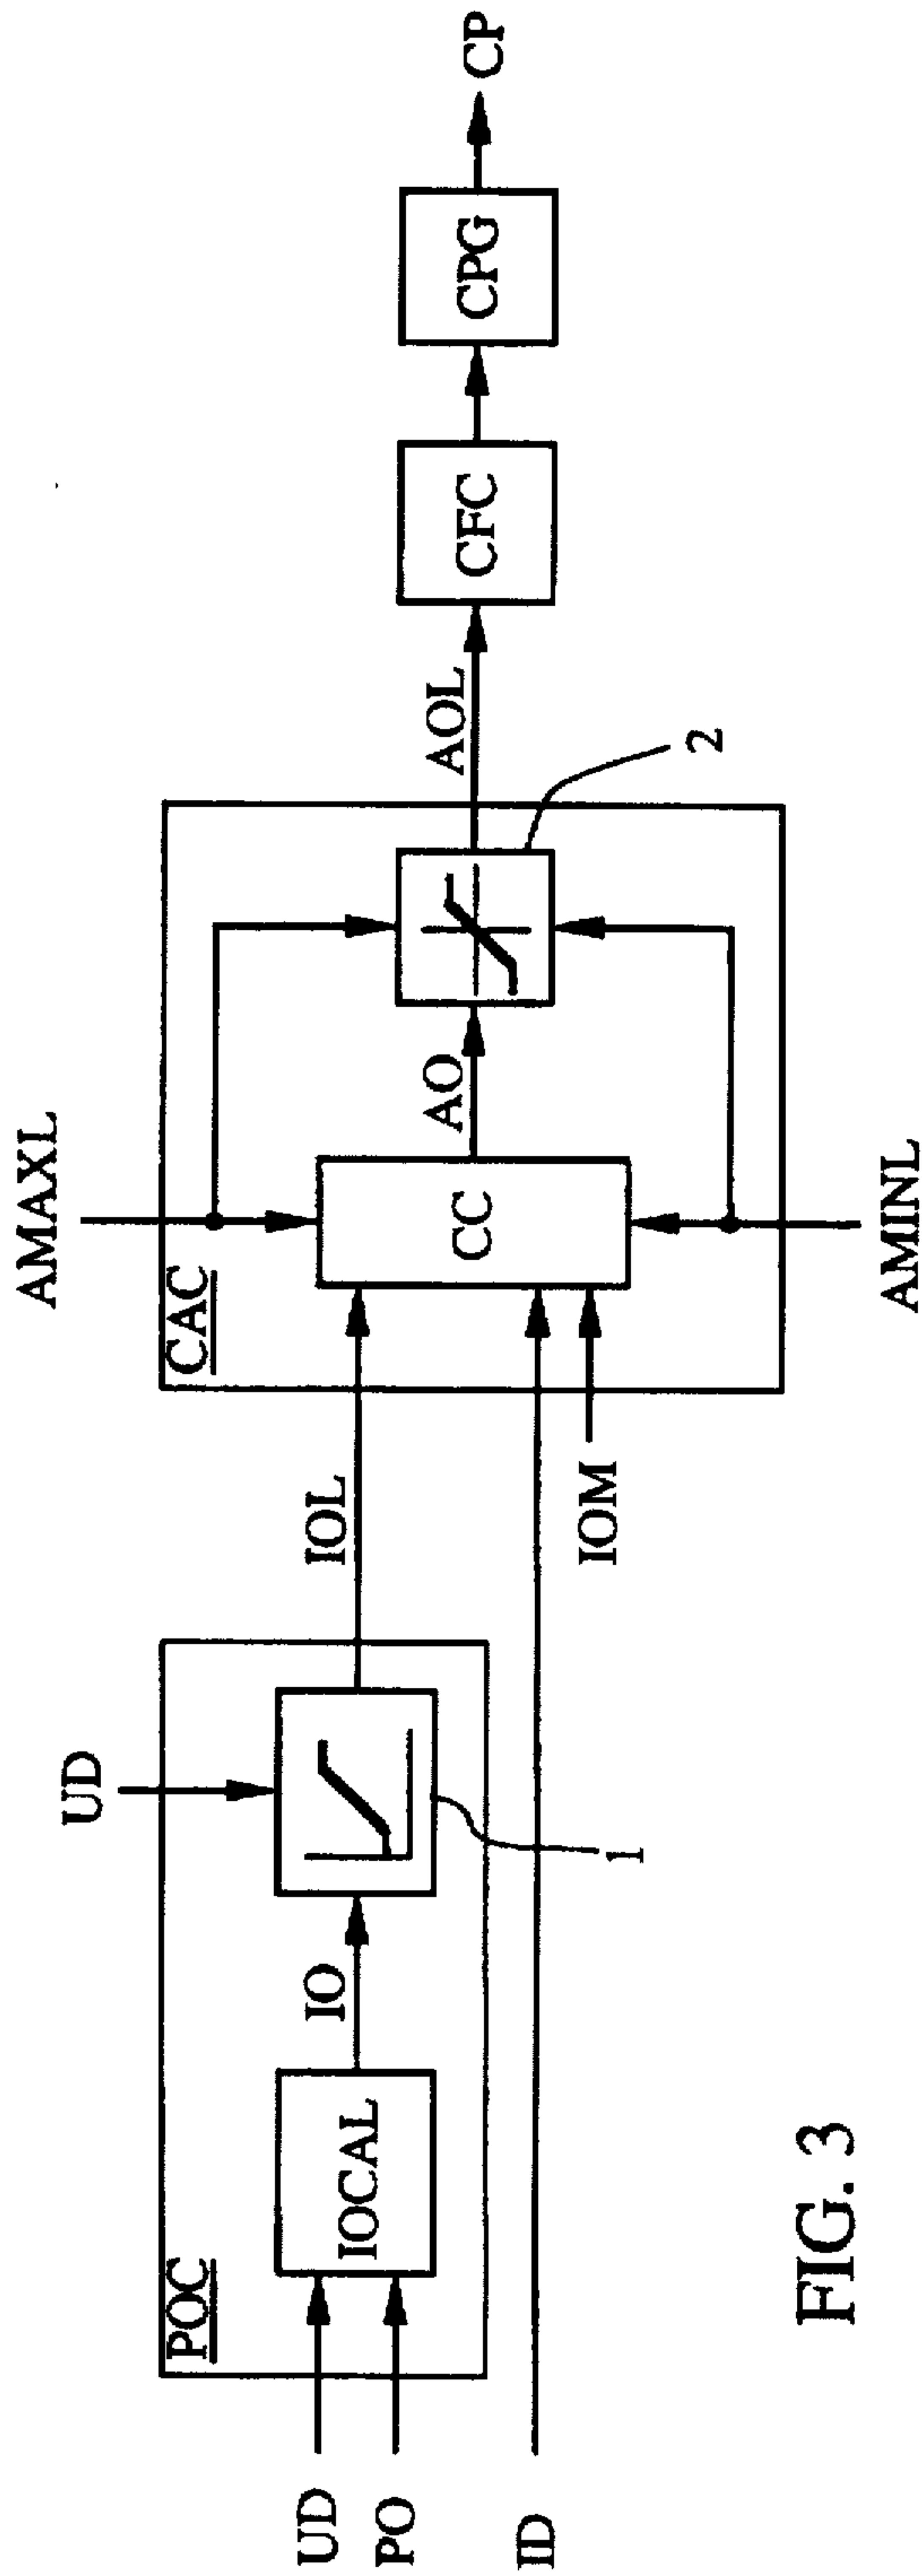 AMAXL
CAC
UD
POC
IOCAL
IO
IOL
CC
AO
AOL
CFC
CPG
CP
UD
PO
ID
1
IOM
2
AMINL
FIG. 3